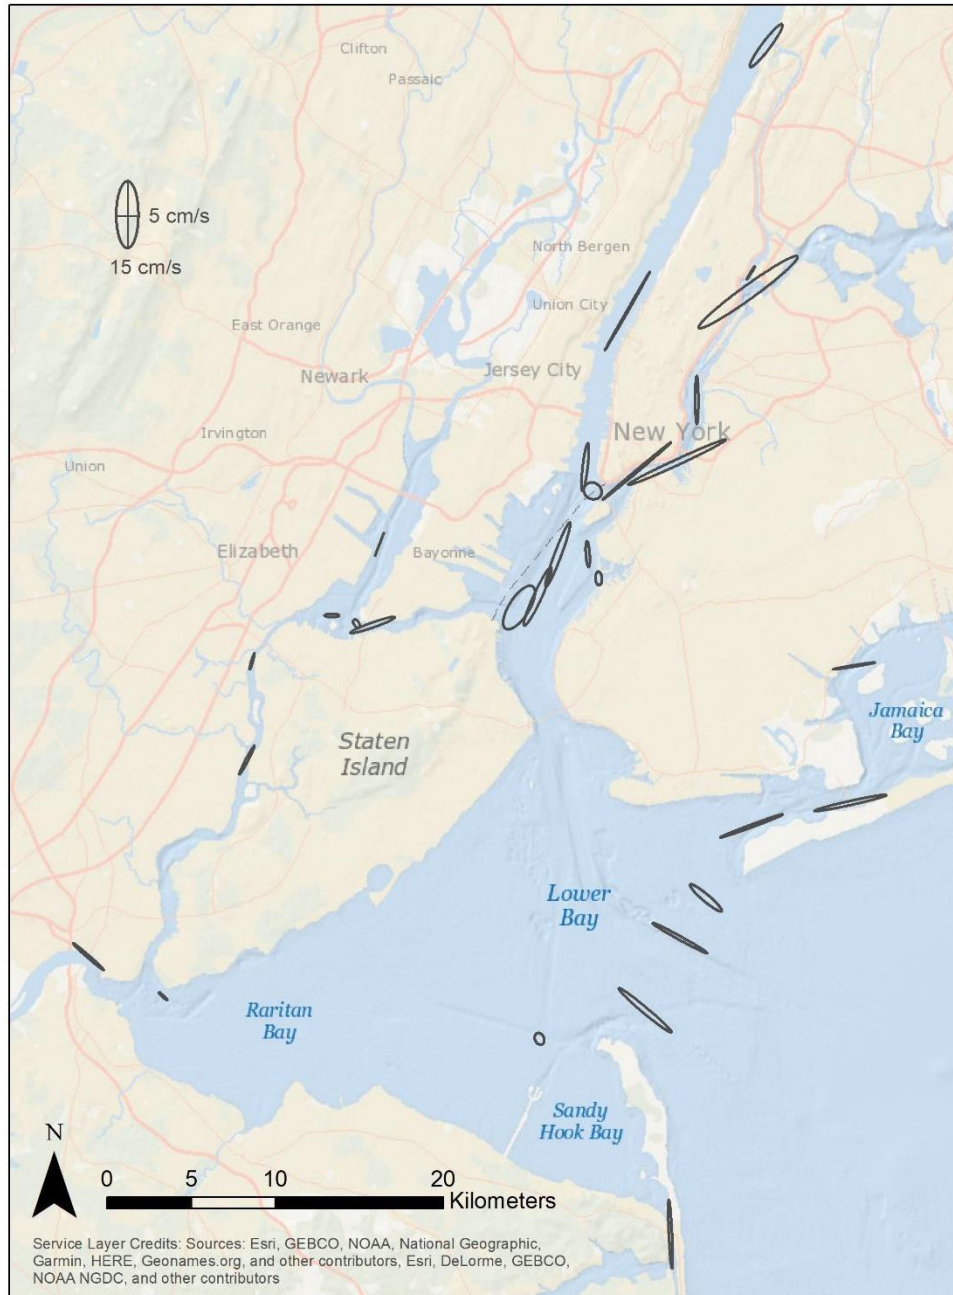 Clifton
Passaic
5 cm/s
15 cm/s
North Bergen
Union City
East Orange
Newark
Jersey City
Irvington
New York
Union
Elizabeth
Bayonne
Jamaica
Bay
Staten
Island
Lower
Bay
Raritan
Bay
Sandy
Hook Bay
N
0 5 10 20
Kilometers
Service Layer Credits: Sources: Esri, GEBCO, NOAA, National Geographic,
Garmin, HERE, Geonames.org, and other contributors, Esri, DeLorme, GEBCO,
NOAA NGDC, and other contributors